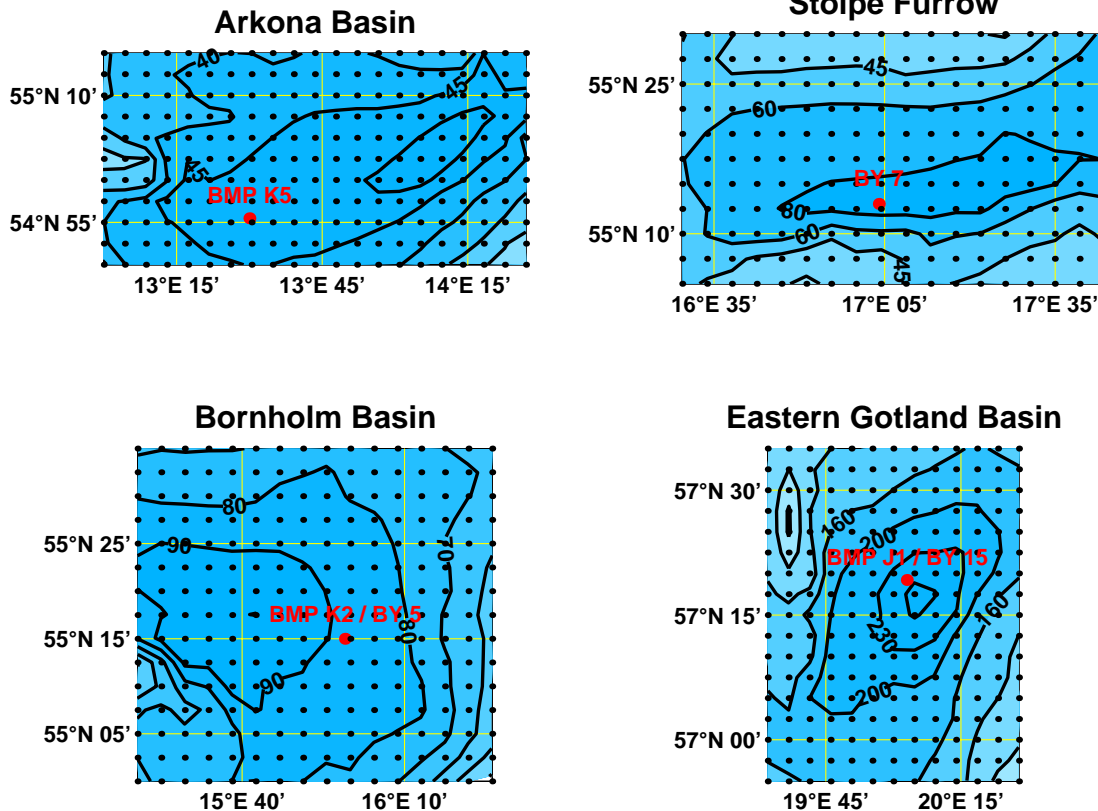 Arkona Basin
Stolpe Furrow
55°N 10’
54°N 55’
13°E 15’
13°E 45’
14°E 15’
40
45
45
BMP K5
55°N 25’
55°N 10’
16°E 35’
17°E 05’
17°E 35’
45
60
BY 7
80
60
45
Bornholm Basin
Eastern Gotland Basin
55°N 25’
55°N 15’
55°N 05’
15°E 40’
16°E 10’
80
90
70
BMP K2 / BY 5
80
90
57°N 30’
57°N 15’
57°N 00’
19°E 45’
20°E 15’
160
200
BMP J1 / BY 15
160
230
200